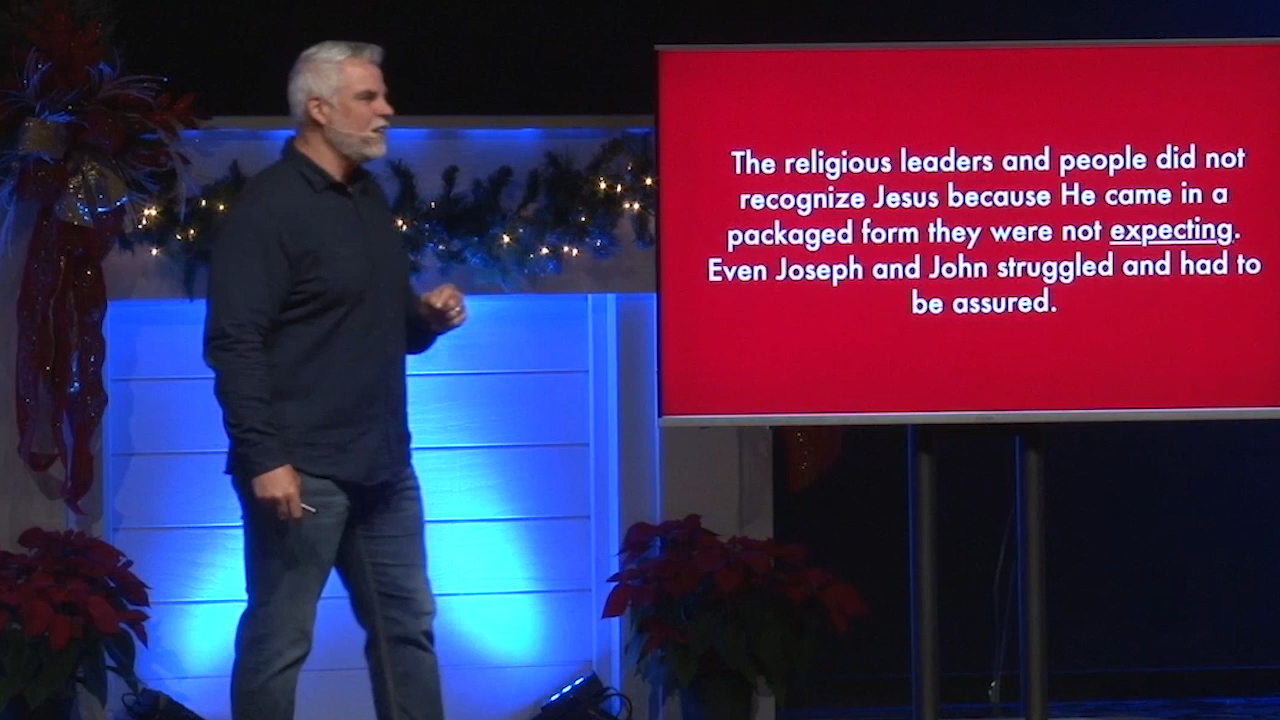 The religious leaders and people did not
recognize Jesus because He came in a
packaged form they were not expecting.
Even Joseph and John struggled and had to
be assured.